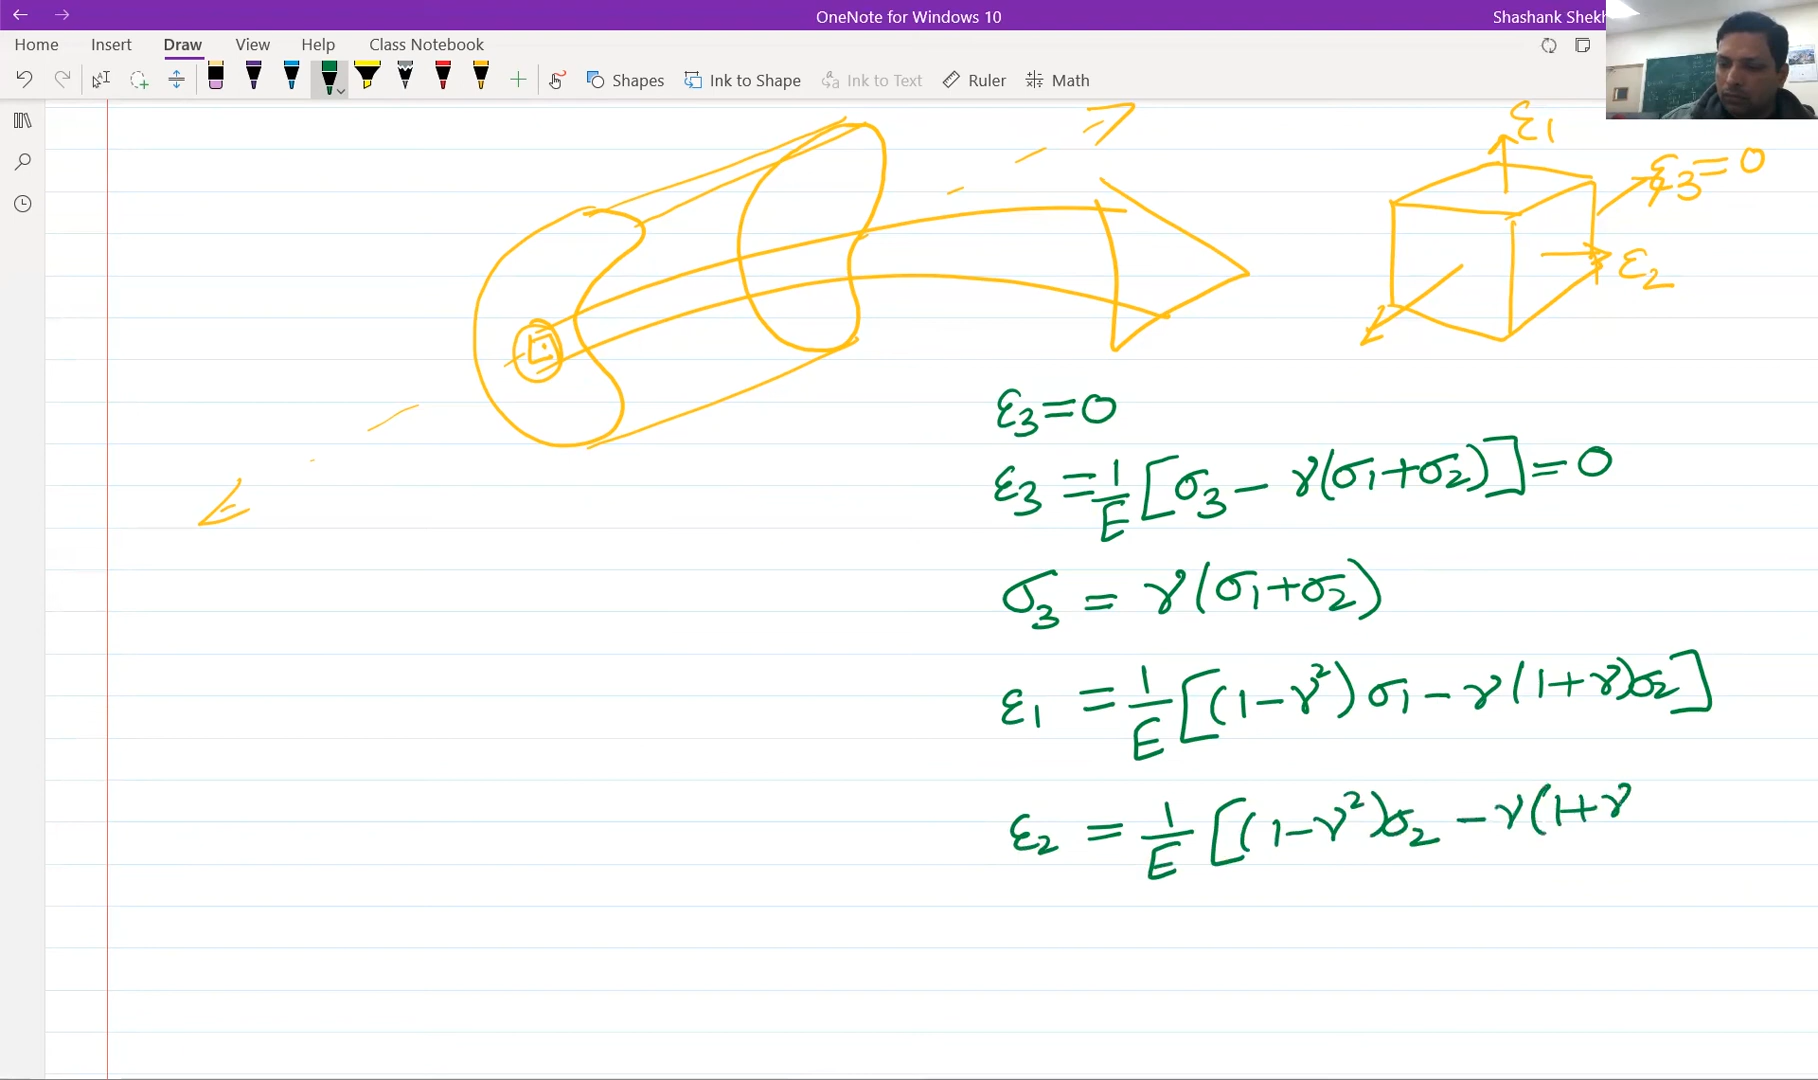 OneNote for Windows 10
Shashank Shekh
Home Insert Draw View Help Class Notebook
Shapes Ink to Shape Ink to Text Ruler Math
ε1
ε3=0
ε2
ε3=0
ε3 = 1/E [σ3 - γ(σ1+σ2)] = 0
σ3 = γ(σ1+σ2)
ε1 = 1/E [(1-γ²)σ1 - γ(1+γ)σ2]
ε2 = 1/E [(1-γ²)σ2 - γ(1+γ